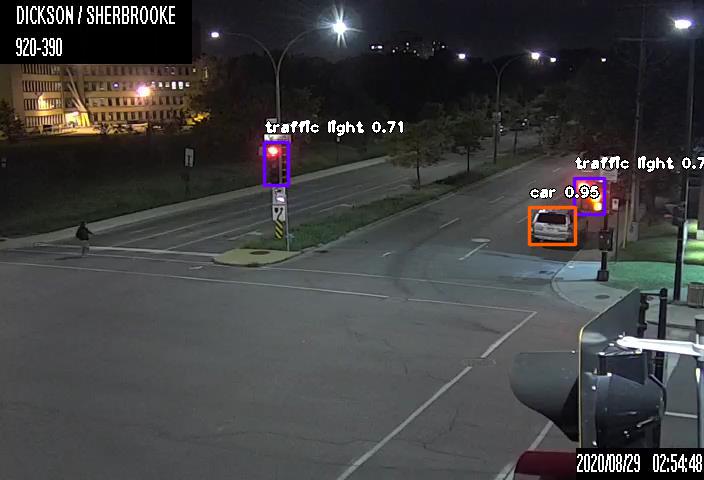 DICKSON / SHERBROOKE
920-390
traffic light 0.71
traffic light 0.7
car 0.95
2020/08/29 02:54:48